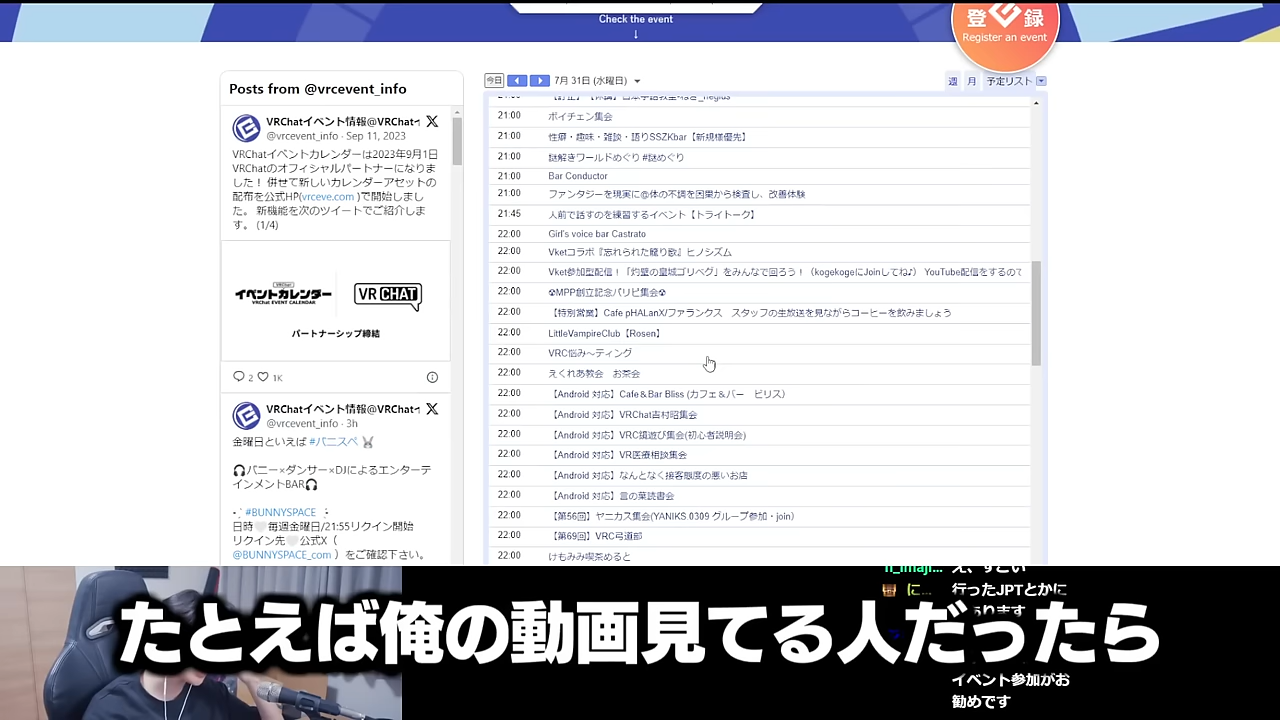 Check the event
↓
登 録
Register an event
Posts from @vrcevent_info
今日
7月 31日 (水曜日)
週
月
予定リスト
VRChatイベント情報@VRChatｲ
@vrcevent_info · Sep 11, 2023
VRChatイベントカレンダーは2023年9月1日
VRChatのオフィシャルパートナーになりま
した！ 併せて新しいカレンダーアセットの
配布を公式HP(vrceve.com )で開始しまし
た。 新機能を次のツイートでご紹介しま
す。 (1/4)
VRChat
イベントカレンダー
VRChat EVENT CALENDAR
VRCHAT
パートナーシップ締結
2
1K
VRChatイベント情報@VRChatｲ
@vrcevent_info · 3h
金曜日といえば #バニスペ
🎧バニー×ダンサー×DJによるエンターテ
インメントBAR🎧
#BUNNYSPACE
日時🤍毎週金曜日/21:55リクイン開始
リクイン先🤍公式X（
@BUNNYSPACE_com ）をご確認下さい。
21:00 ボイチェン集会
21:00 性癖・趣味・雑談・語りSSZKbar【新規様優先】
21:00 謎解きワールドめぐり #謎めぐり
21:00 Bar Conductor
21:00 ファンタジーを現実に@体の不調を因果から検査し、改善体験
21:45 人前で話すのを練習するイベント【トライトーク】
22:00 Girl's voice bar Castrato
22:00 Vketコラボ『忘れられた籠り歌』ヒノシズム
22:00 Vket参加型配信！「灼壁の皇城ゴリベグ」をみんなで回ろう！（kogekogeにJoinしてね♪） YouTube配信をするので
22:00 ☢MPP創立記念パリピ集会☢
22:00 【特別営業】Cafe pHALanX/ファランクス スタッフの生放送を見ながらコーヒーを飲みましょう
22:00 LittleVampireClub【Rosen】
22:00 VRC悩み～ティング
22:00 えくれあ教会 お茶会
22:00 【Android 対応】Cafe＆Bar Bliss (カフェ＆バー ビリス)
22:00 【Android 対応】VRChat吉村昭集会
22:00 【Android 対応】VRC鏡遊び集会(初心者説明会)
22:00 【Android 対応】VR医療相談集会
22:00 【Android 対応】なんとなく接客態度の悪いお店
22:00 【Android 対応】言の葉読書会
22:00 【第56回】ヤニカス集会(YANIKS.0309 グループ参加・join)
22:00 【第69回】VRC弓道部
22:00 けもみみ喫茶めると
え、すごい
に...
行ったJPTとかに
あります
イベント参加がお
勧めです
たとえば俺の動画見てる人だったら